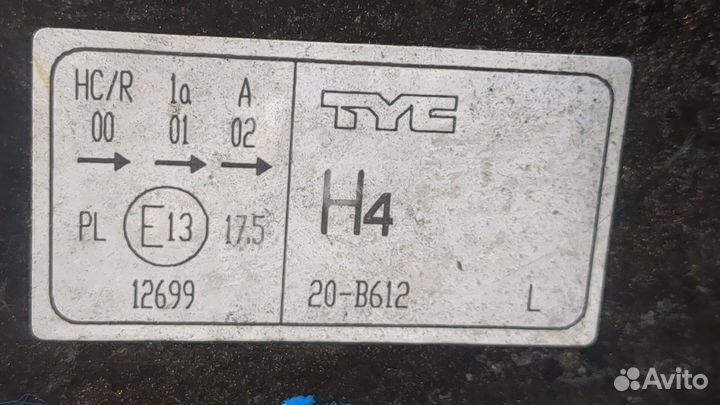 HC/R 1a A
00 01 02
PL E13 17.5
12699
TYC
H4
20-B612 L
Avito